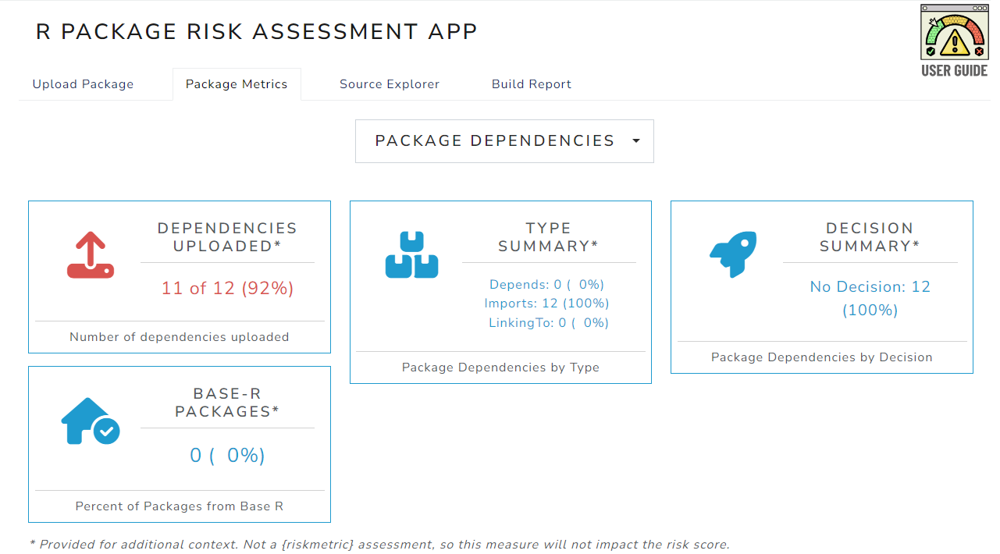 R PACKAGE RISK ASSESSMENT APP
USER GUIDE
Upload Package
Package Metrics
Source Explorer
Build Report
PACKAGE DEPENDENCIES
DEPENDENCIES
UPLOADED*
11 of 12 (92%)
Number of dependencies uploaded
TYPE
SUMMARY*
Depends: 0 (  0%)
Imports: 12 (100%)
LinkingTo: 0 (  0%)
Package Dependencies by Type
DECISION
SUMMARY*
No Decision: 12
(100%)
Package Dependencies by Decision
BASE-R
PACKAGES*
0 (  0%)
Percent of Packages from Base R
* Provided for additional context. Not a {riskmetric} assessment, so this measure will not impact the risk score.